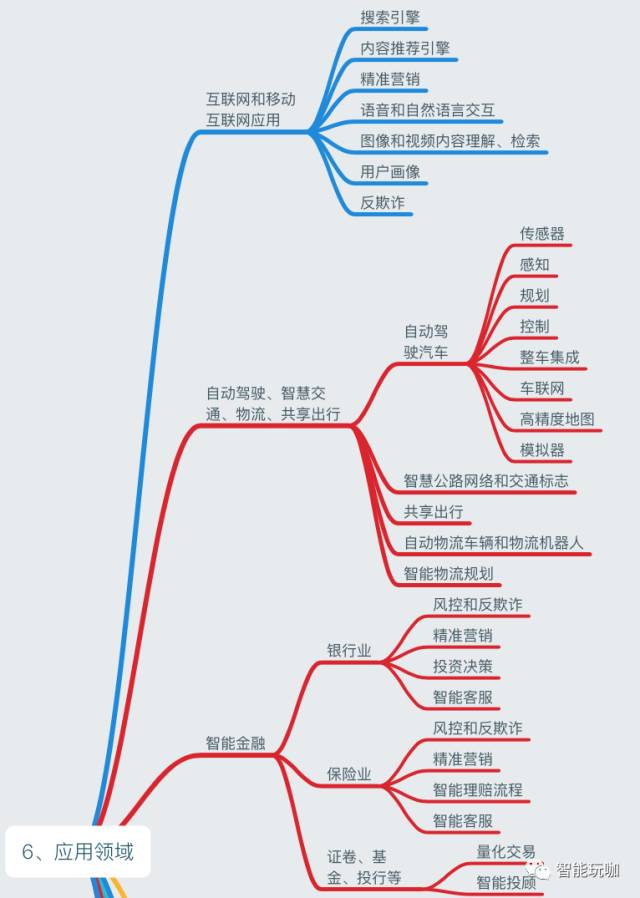 搜索引擎
内容推荐引擎
精准营销
互联网和移动
互联网应用
语音和自然语言交互
图像和视频内容理解、检索
用户画像
反欺诈
传感器
感知
规划
控制
自动驾
驶汽车
整车集成
车联网
高精度地图
模拟器
自动驾驶、智慧交
通、物流、共享出行
智慧公路网络和交通标志
共享出行
自动物流车辆和物流机器人
智能物流规划
风控和反欺诈
银行业
精准营销
投资决策
智能客服
智能金融
风控和反欺诈
保险业
精准营销
智能理赔流程
智能客服
证卷、基
金、投行等
量化交易
智能投顾
6、应用领域
智能玩咖